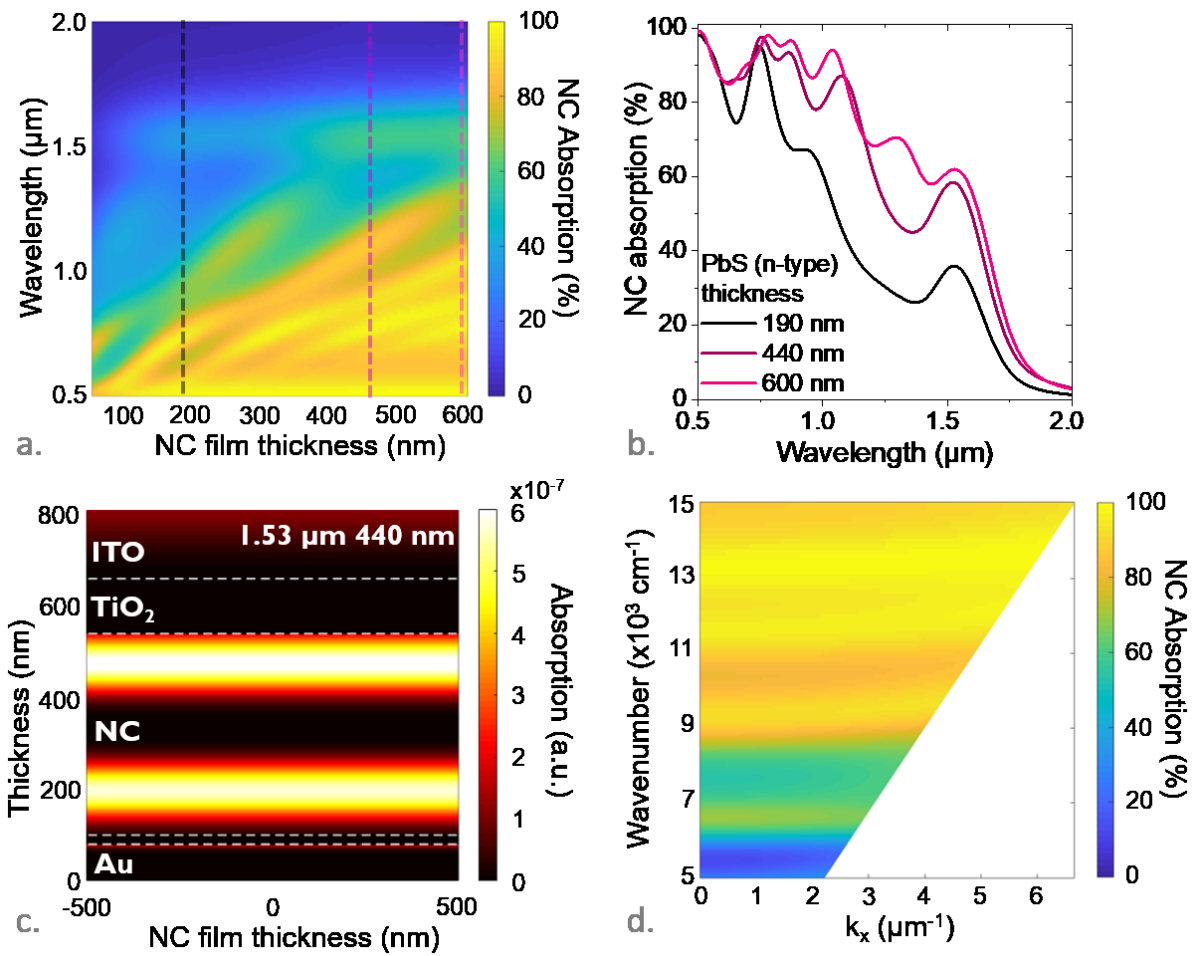 2.0
1.5
1.0
0.5
Wavelength (µm)
100 200 300 400 500 600
NC film thickness (nm)
100
80
60
40
20
0
NC Absorption (%)
a.
100
80
60
40
20
0
NC absorption (%)
PbS (n-type)
thickness
190 nm
440 nm
600 nm
0.5 1.0 1.5 2.0
Wavelength (µm)
b.
800
600
400
200
0
Thickness (nm)
1.53 µm 440 nm
ITO
TiO₂
NC
Au
-500 0 500
NC film thickness (nm)
x10⁻⁷
6
5
4
3
2
1
0
Absorption (a.u.)
c.
15
13
11
9
7
5
Wavenumber (x10³ cm⁻¹)
0 1 2 3 4 5 6
kₓ (µm⁻¹)
100
80
60
40
20
0
NC Absorption (%)
d.